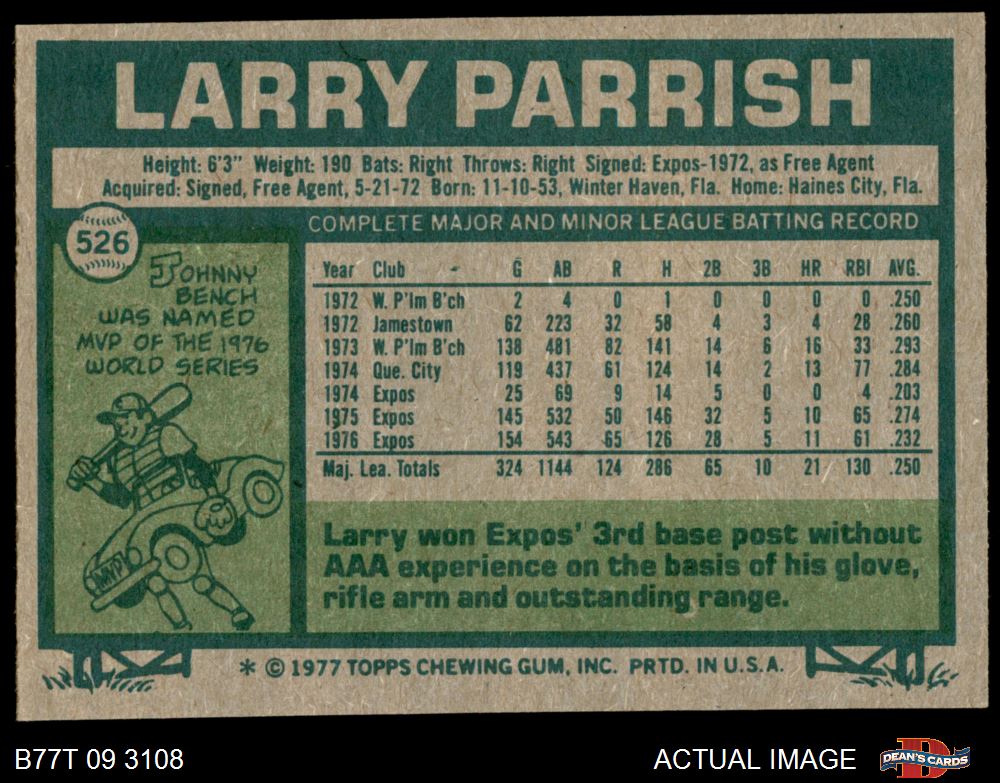 LARRY PARRISH
Height: 6'3" Weight: 190 Bats: Right Throws: Right Signed: Expos-1972, as Free Agent
Acquired: Signed, Free Agent, 5-21-72 Born: 11-10-53, Winter Haven, Fla. Home: Haines City, Fla.
526
JOHNNY
BENCH
WAS NAMED
MVP OF THE 1976
WORLD SERIES
MVP
COMPLETE MAJOR AND MINOR LEAGUE BATTING RECORD
Year Club G AB R H 2B 3B HR RBI AVG.
1972 W. P'lm B'ch 2 4 0 1 0 0 0 0 .250
1972 Jamestown 62 223 32 58 4 3 4 28 .260
1973 W. P'lm B'ch 138 481 82 141 14 6 16 33 .293
1974 Que. City 119 437 61 124 14 2 13 77 .284
1974 Expos 25 69 9 14 5 0 0 4 .203
1975 Expos 145 532 50 146 32 5 10 65 .274
1976 Expos 154 543 65 126 28 5 11 61 .232
Maj. Lea. Totals 324 1144 124 286 65 10 21 130 .250
Larry won Expos' 3rd base post without
AAA experience on the basis of his glove,
rifle arm and outstanding range.
* © 1977 TOPPS CHEWING GUM, INC. PRTD. IN U.S.A.
B77T 09 3108
ACTUAL IMAGE
DEAN'S CARDS